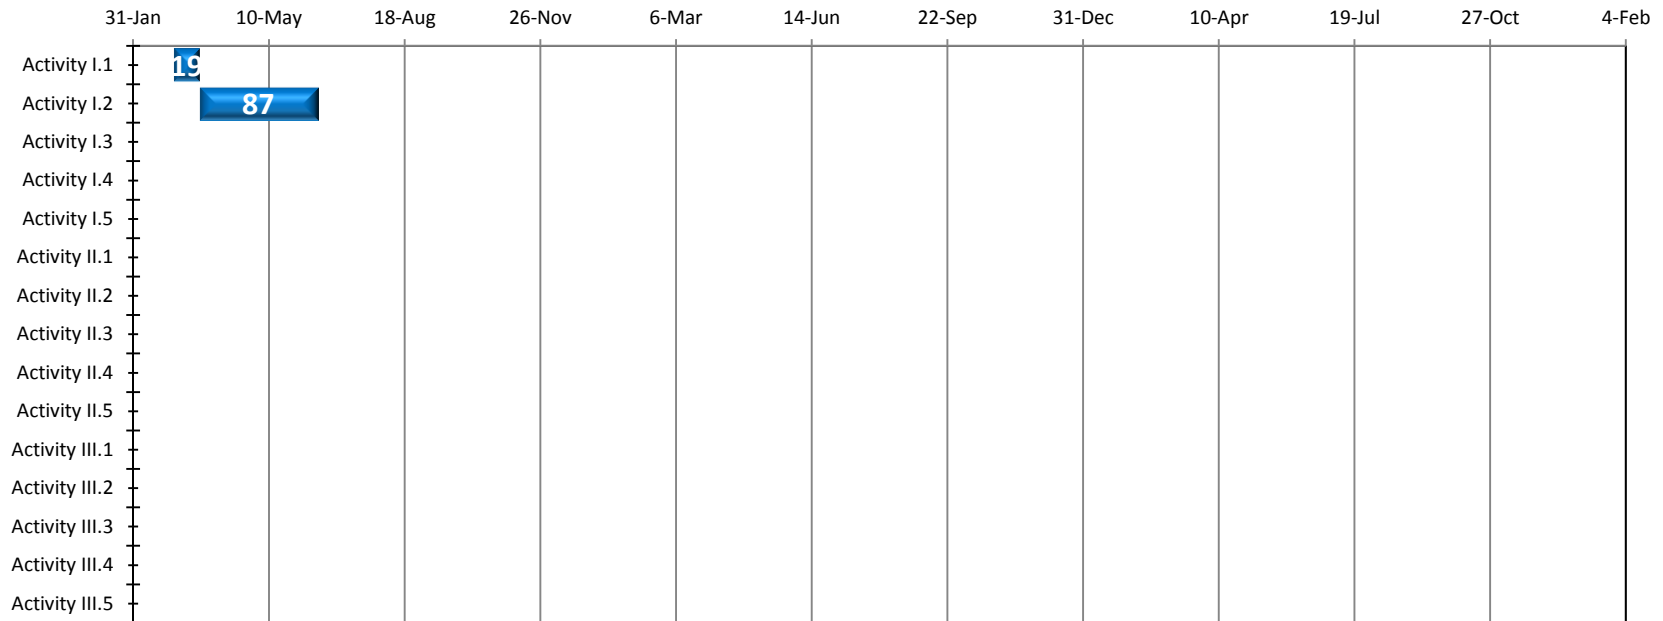 31-Jan 10-May 18-Aug 26-Nov 6-Mar 14-Jun 22-Sep 31-Dec 10-Apr 19-Jul 27-Oct 4-Feb
Activity I.1 19
Activity I.2 87
Activity I.3
Activity I.4
Activity I.5
Activity II.1
Activity II.2
Activity II.3
Activity II.4
Activity II.5
Activity III.1
Activity III.2
Activity III.3
Activity III.4
Activity III.5